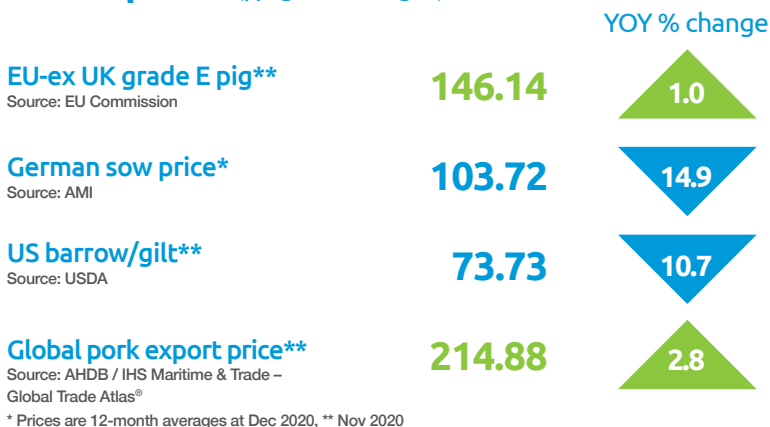 YOY % change
EU-ex UK grade E pig** 146.14 1.0
Source: EU Commission
German sow price* 103.72 14.9
Source: AMI
US barrow/gilt** 73.73 10.7
Source: USDA
Global pork export price** 214.88 2.8
Source: AHDB / IHS Maritime & Trade –
Global Trade Atlas®
* Prices are 12-month averages at Dec 2020, ** Nov 2020